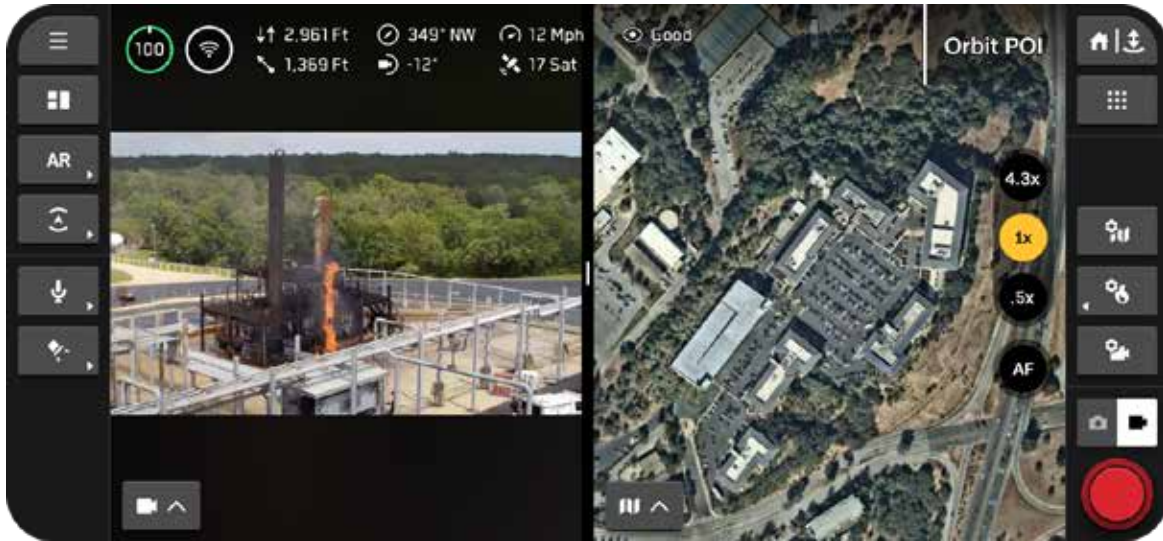 100
2,961 Ft
349° NW
12 Mph
1,369 Ft
-12°
17 Sat
Good
Orbit POI
AR
4.3x
1x
.5x
AF